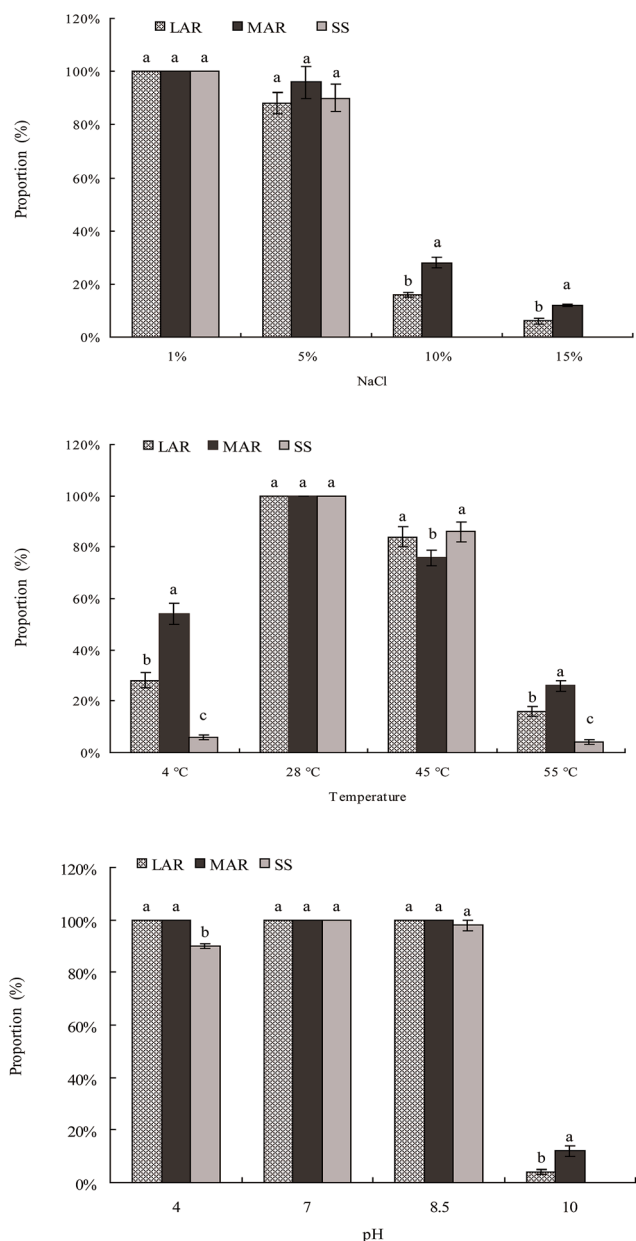 120%
LAR MAR SS
a a a
a a a
100%
80%
60%
40%
a
20%
b
a
b
0%
1% 5% 10% 15%
NaCl
Proportion (%)
120%
LAR MAR SS
a a a
100%
a b a
80%
60%
a
40%
b
a
20%
b
c
c
0%
4 °C 28 °C 45 °C 55 °C
Temperature
Proportion (%)
120%
LAR MAR SS
a a b
a a a
a a a
100%
80%
60%
40%
20%
b a
0%
4 7 8.5 10
pH
Proportion (%)